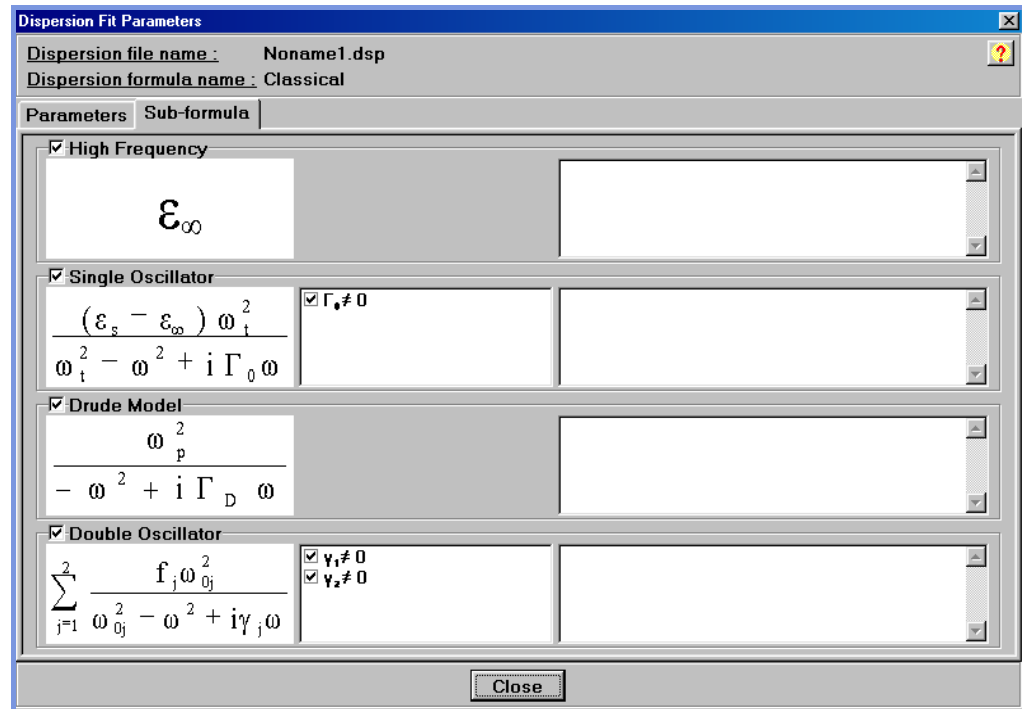 Dispersion Fit Parameters
Dispersion file name : Noname1.dsp
Dispersion formula name : Classical
Parameters Sub-formula
High Frequency
ε∞
Single Oscillator
(εs − ε∞) ωt²
ωt² − ω² + i Γ0 ω
Γ0 ≠ 0
Drude Model
ωp²
− ω² + i ΓD ω
Double Oscillator
2
∑
j=1
fj ω0j²
ω0j² − ω² + iγj ω
γ1 ≠ 0
γ2 ≠ 0
Close